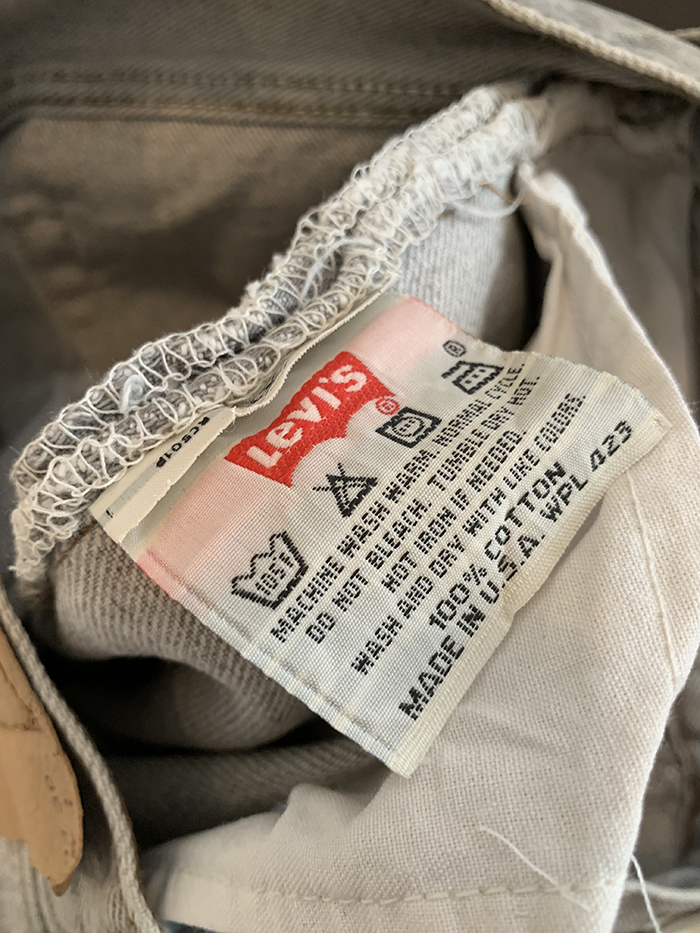 Levi's®
105°
®
MACHINE WASH WARM, NORMAL CYCLE.
DO NOT BLEACH. TUMBLE DRY HOT.
HOT IRON IF NEEDED.
WASH AND DRY WITH LIKE COLORS.
100% COTTON
MADE IN U.S.A. WPL 423